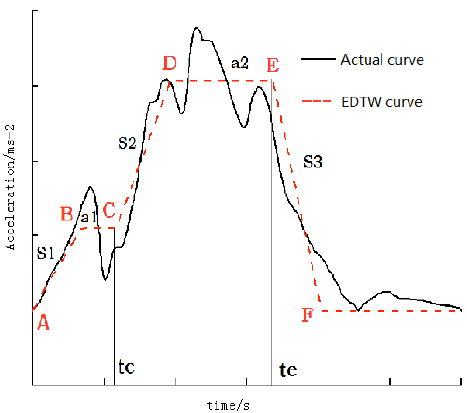 D
E
a2
Actual curve
EDTW curve
S2
S3
B
a1
C
S1
A
F
tc
te
Acceleration/ms-2
time/s